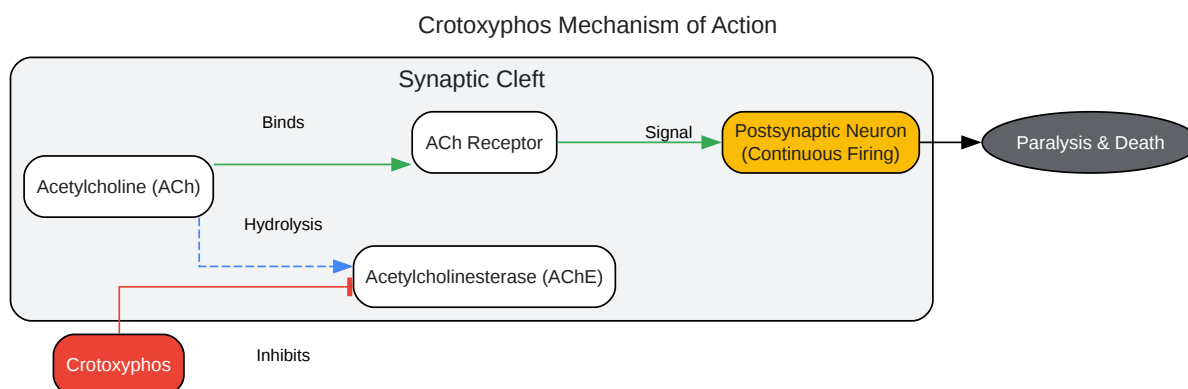 Crotoxyphos Mechanism of Action
Synaptic Cleft
Binds
ACh Receptor
Signal
Postsynaptic Neuron
(Continuous Firing)
Paralysis & Death
Acetylcholine (ACh)
Hydrolysis
Acetylcholinesterase (AChE)
Inhibits
Crotoxyphos